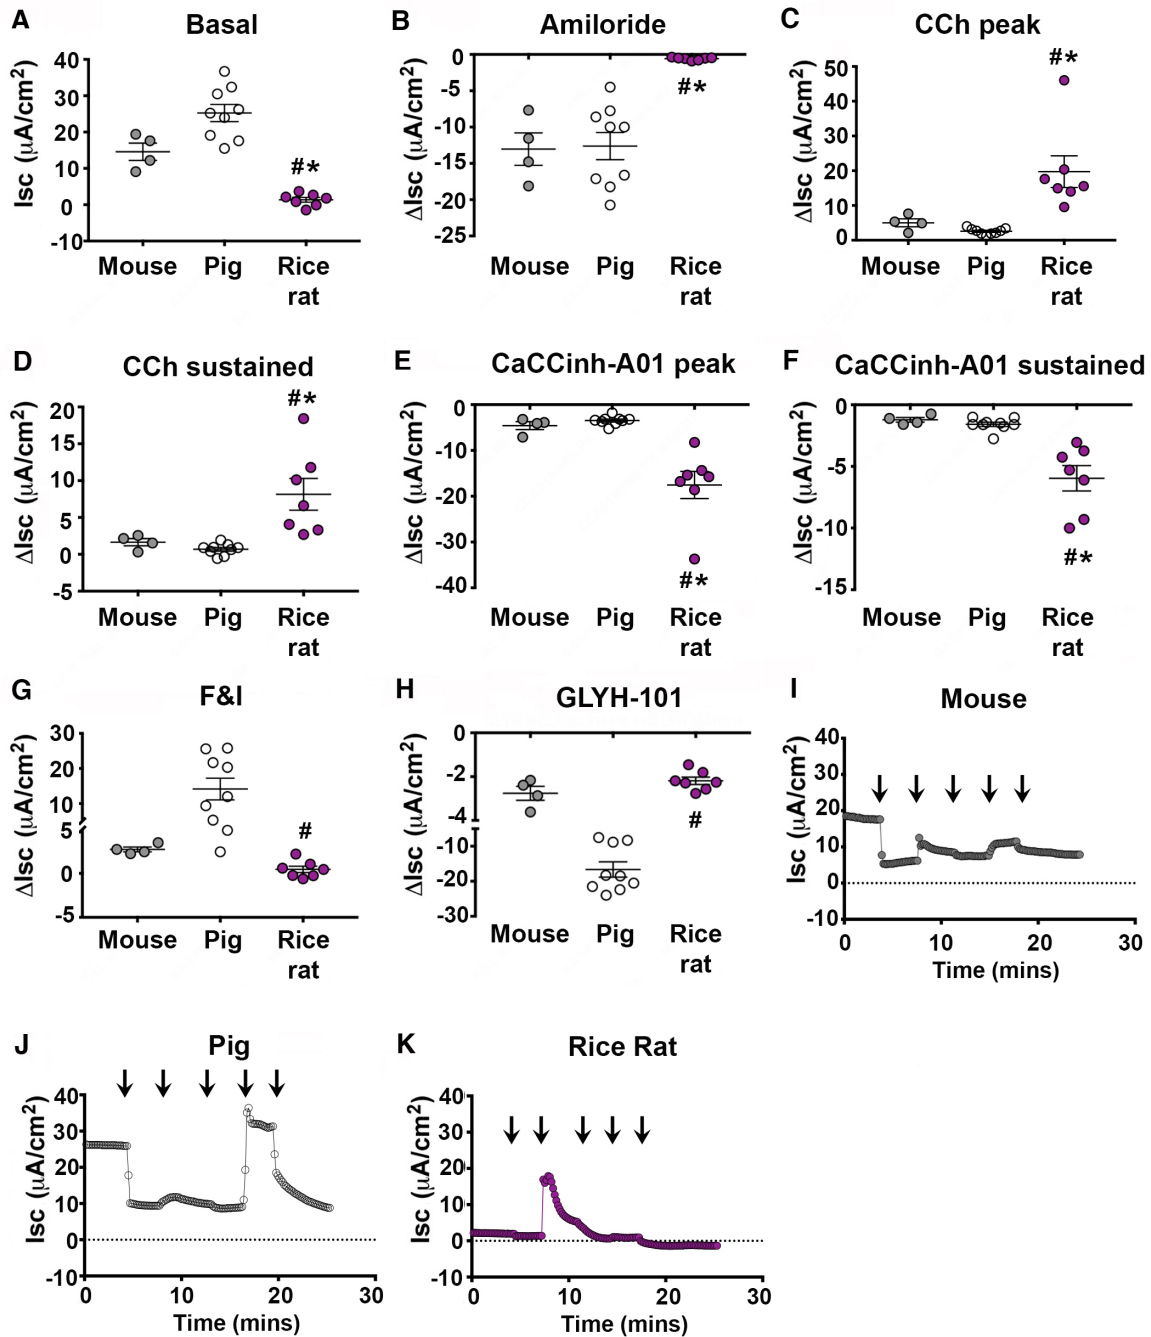 A Basal
Isc (μA/cm2)
40
30
20
10
0
-10
#*
Mouse Pig Rice
rat
B Amiloride
ΔIsc (μA/cm2)
0
-5
-10
-15
-20
-25
#*
Mouse Pig Rice
rat
C CCh peak
ΔIsc (μA/cm2)
50
40
30
20
10
0
#*
Mouse Pig Rice
rat
D CCh sustained
ΔIsc (μA/cm2)
20
15
10
5
0
-5
#*
Mouse Pig Rice
rat
E CaCCinh-A01 peak
ΔIsc (μA/cm2)
0
-10
-20
-30
-40
#*
Mouse Pig Rice
rat
F CaCCinh-A01 sustained
ΔIsc (μA/cm2)
0
-5
-10
-15
#*
Mouse Pig Rice
rat
G F&I
ΔIsc (μA/cm2)
30
20
10
5
0
-5
#
Mouse Pig Rice
rat
H GLYH-101
ΔIsc (μA/cm2)
0
-2
-4
-10
-20
-30
#
Mouse Pig Rice
rat
I Mouse
Isc (μA/cm2)
40
30
20
10
0
-10
0 10 20 30
Time (mins)
J Pig
Isc (μA/cm2)
40
30
20
10
0
-10
0 10 20 30
Time (mins)
K Rice Rat
Isc (μA/cm2)
40
30
20
10
0
-10
0 10 20 30
Time (mins)